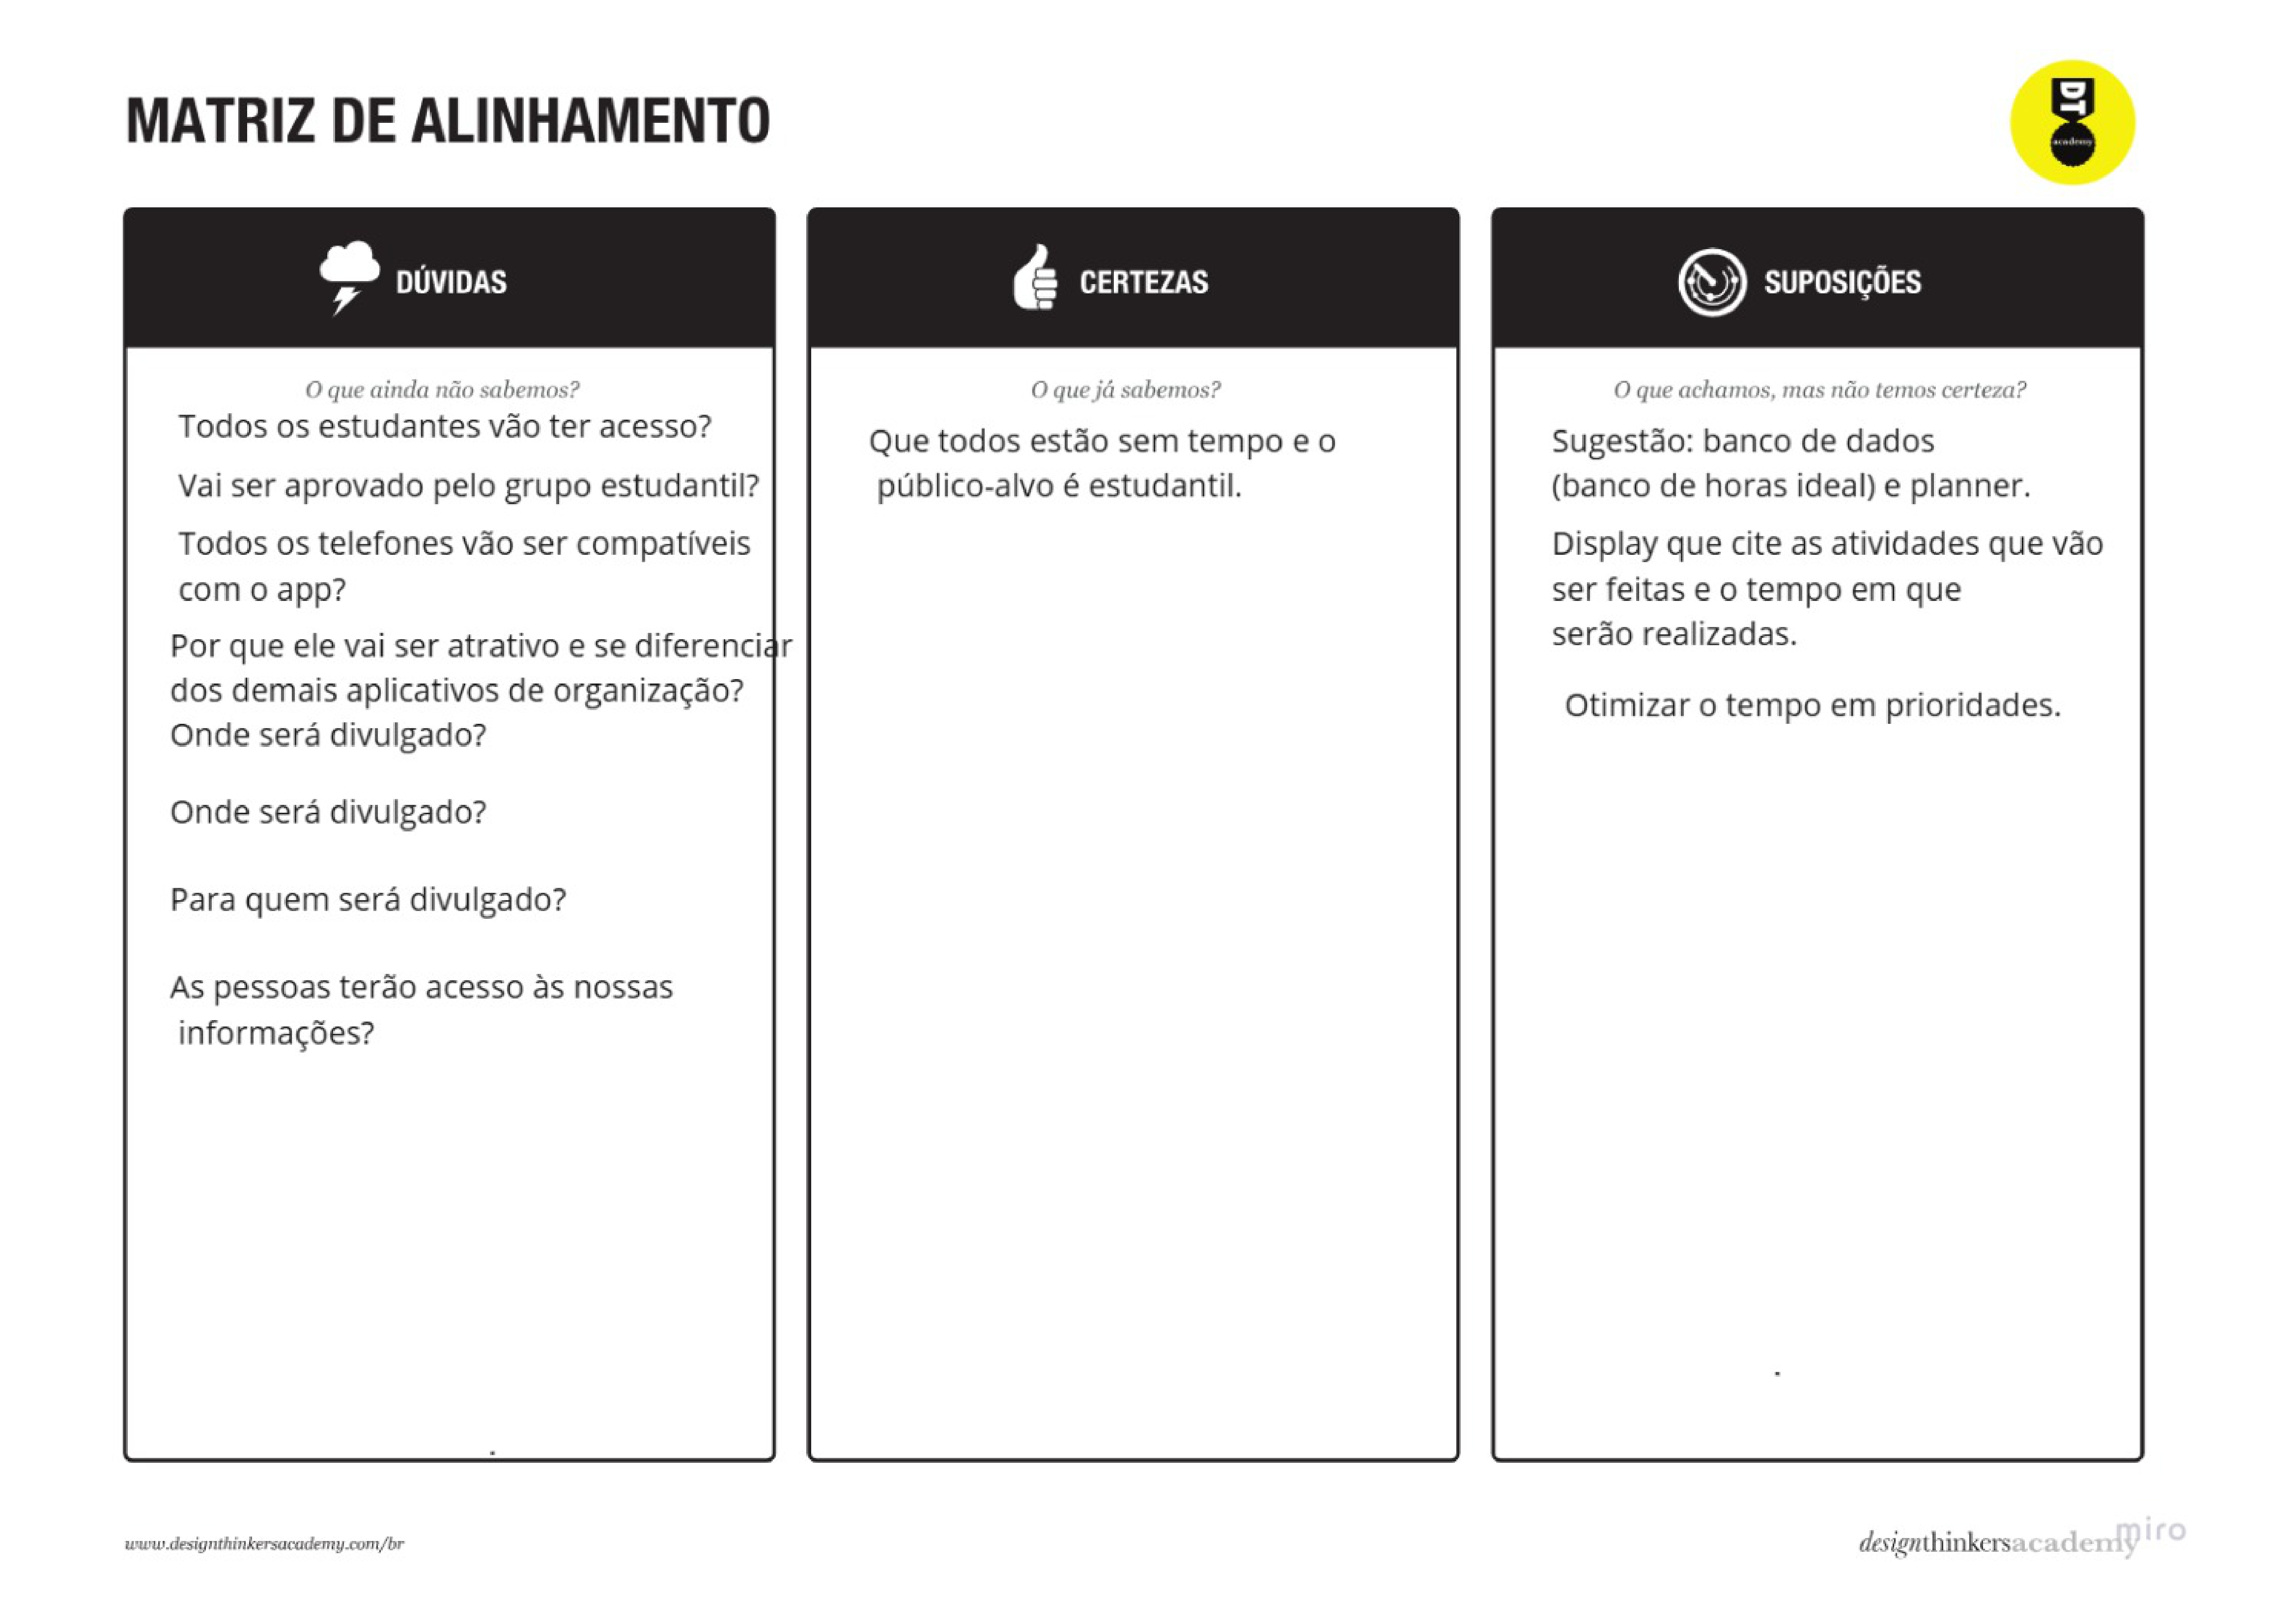 MATRIZ DE ALINHAMENTO
DT
academy
DÚVIDAS
O que ainda não sabemos?
Todos os estudantes vão ter acesso?
Vai ser aprovado pelo grupo estudantil?
Todos os telefones vão ser compatíveis
com o app?
Por que ele vai ser atrativo e se diferenciar
dos demais aplicativos de organização?
Onde será divulgado?
Onde será divulgado?
Para quem será divulgado?
As pessoas terão acesso às nossas
informações?
CERTEZAS
O que já sabemos?
Que todos estão sem tempo e o
público-alvo é estudantil.
SUPOSIÇÕES
O que achamos, mas não temos certeza?
Sugestão: banco de dados
(banco de horas ideal) e planner.
Display que cite as atividades que vão
ser feitas e o tempo em que
serão realizadas.
Otimizar o tempo em prioridades.
www.designthinkersacademy.com/br
designthinkersacademy
miro